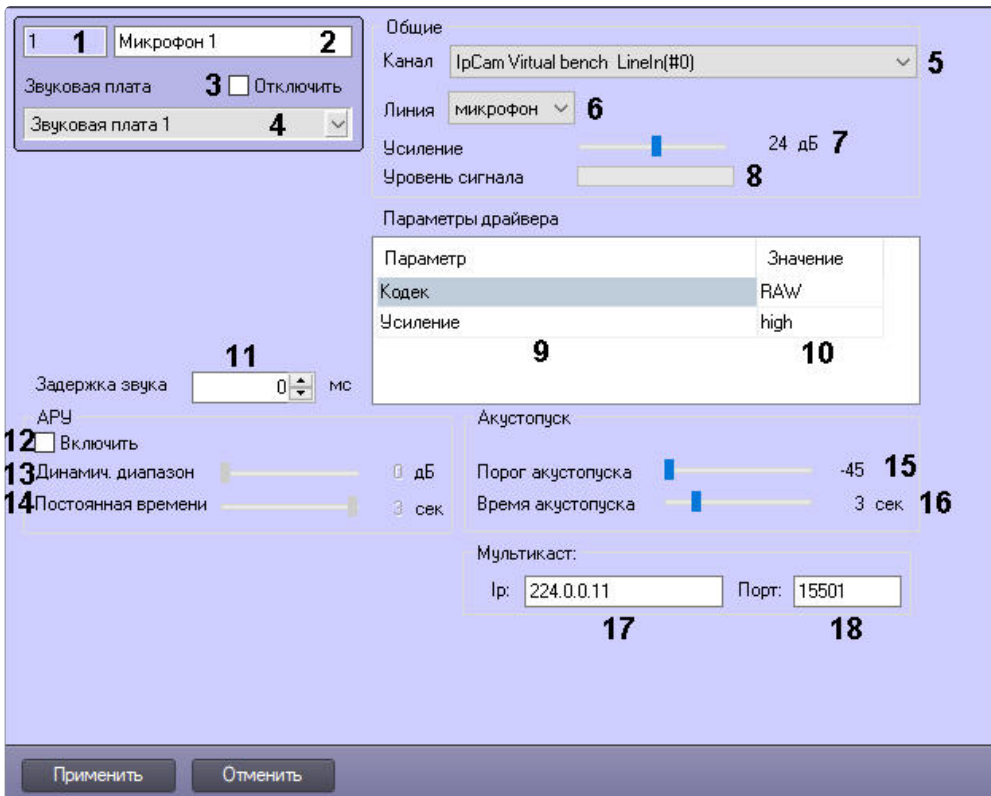 1 1 Микрофон 1 2
Звуковая плата 3 Отключить
Звуковая плата 1 4
Общие
Канал IpCam Virtual bench LineIn(#0) 5
Линия микрофон 6
Усиление 24 дБ 7
Уровень сигнала 8
Параметры драйвера
Параметр Значение
Кодек RAW
Усиление high
9 10
11
Задержка звука 0 мс
АРУ
12 Включить
13 Динамич. диапазон 0 дБ
14 Постоянная времени 3 сек
Акустопуск
Порог акустопуска -45 15
Время акустопуска 3 сек 16
Мультикаст:
Ip: 224.0.0.11 Порт: 15501
17 18
Применить Отменить